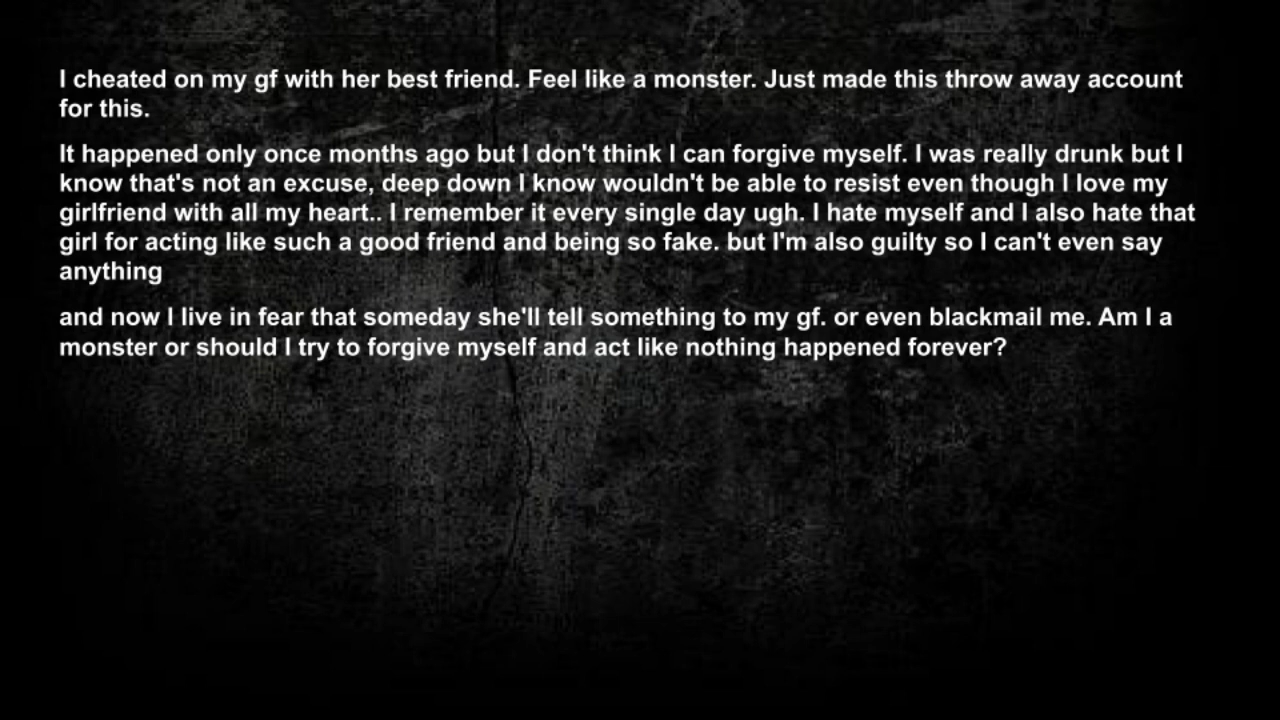 I cheated on my gf with her best friend. Feel like a monster. Just made this throw away account
for this.
It happened only once months ago but I don't think I can forgive myself. I was really drunk but I
know that's not an excuse, deep down I know wouldn't be able to resist even though I love my
girlfriend with all my heart.. I remember it every single day ugh. I hate myself and I also hate that
girl for acting like such a good friend and being so fake. but I'm also guilty so I can't even say
anything
and now I live in fear that someday she'll tell something to my gf. or even blackmail me. Am I a
monster or should I try to forgive myself and act like nothing happened forever?